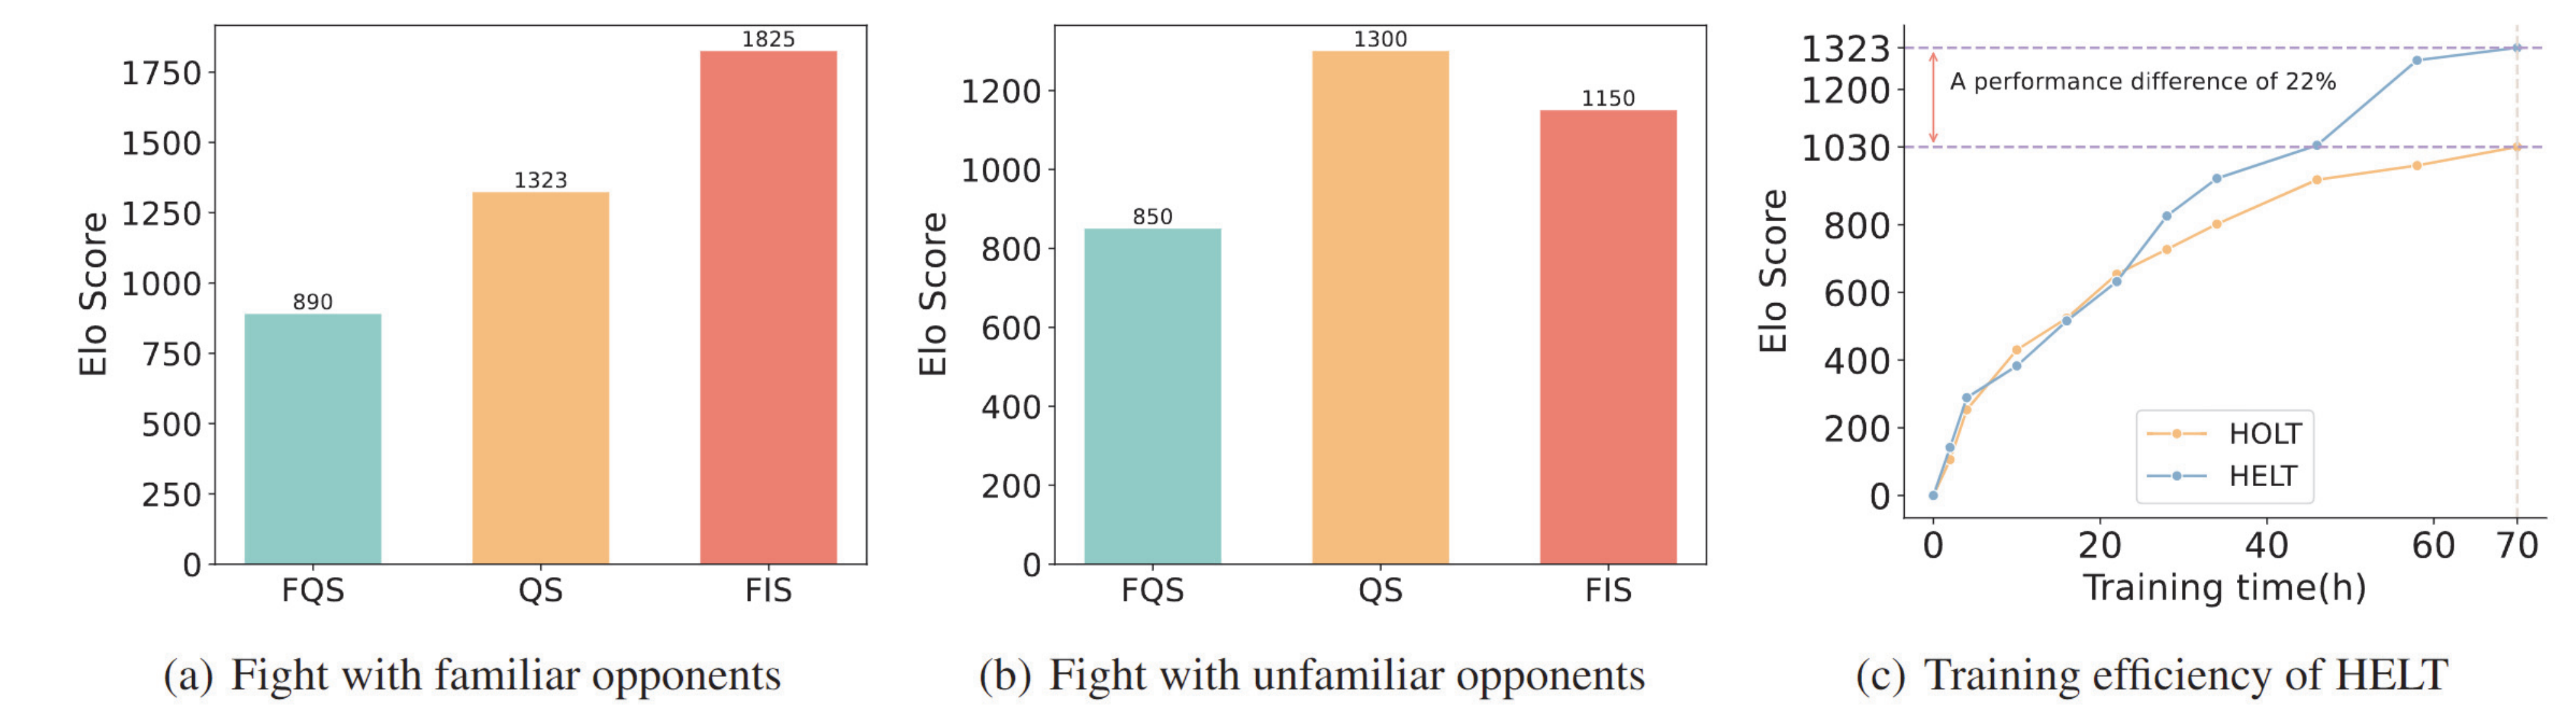 Elo Score
1750
1500
1250
1000
750
500
250
0
890
1323
1825
FQS QS FIS
(a) Fight with familiar opponents
Elo Score
1200
1000
800
600
400
200
0
850
1300
1150
FQS QS FIS
(b) Fight with unfamiliar opponents
Elo Score
1323
1200
1030
800
600
400
200
0
A performance difference of 22%
HOLT
HELT
0 20 40 60 70
Training time(h)
(c) Training efficiency of HELT